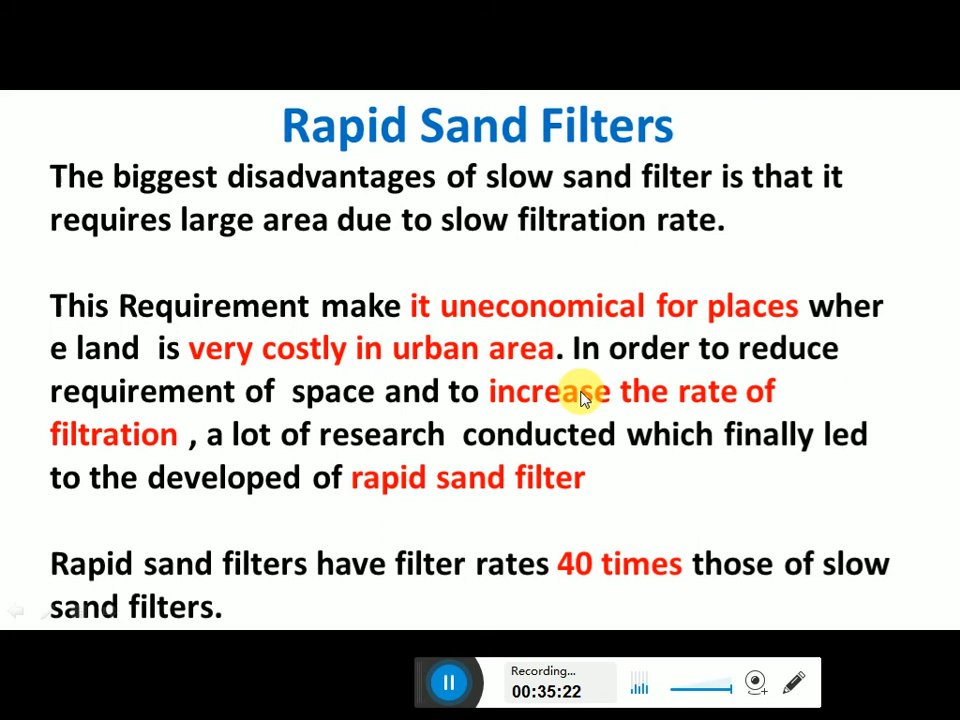 Rapid Sand Filters
The biggest disadvantages of slow sand filter is that it
requires large area due to slow filtration rate.
This Requirement make it uneconomical for places wher
e land is very costly in urban area. In order to reduce
requirement of space and to increase the rate of
filtration , a lot of research conducted which finally led
to the developed of rapid sand filter
Rapid sand filters have filter rates 40 times those of slow
sand filters.
Recording...
00:35:22